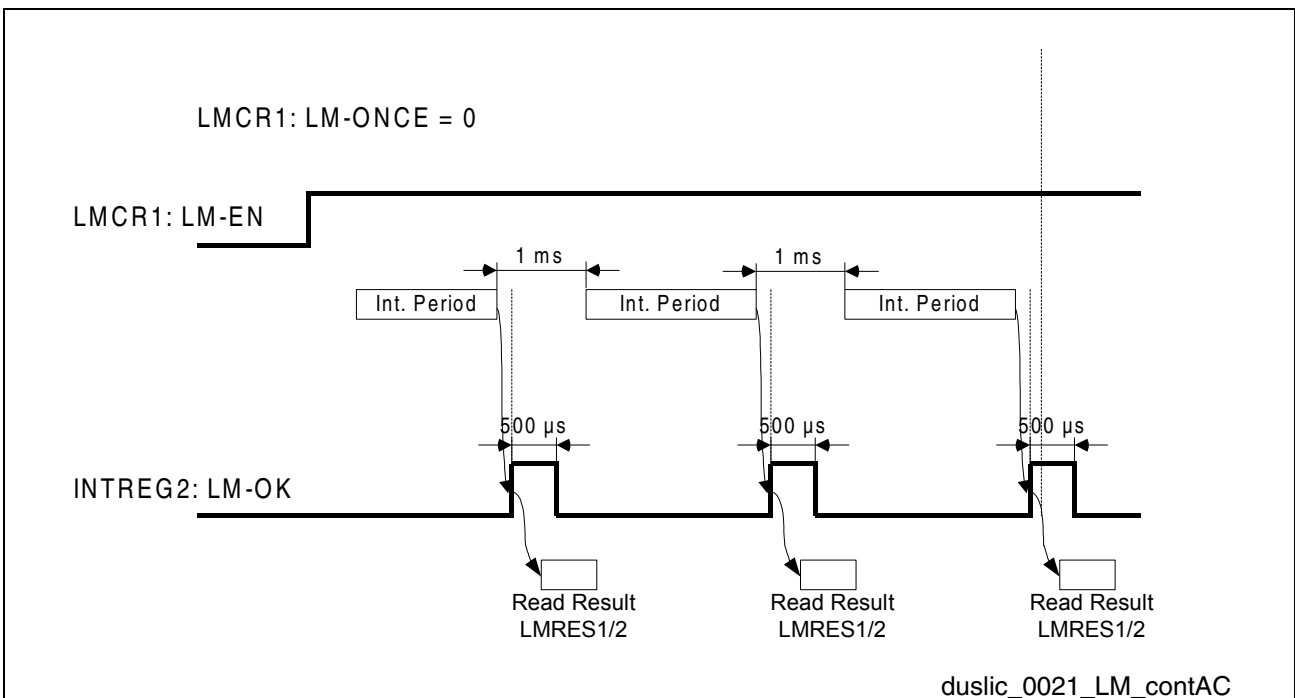 LMCR1: LM-ONCE = 0
LMCR1: LM-EN
1 ms
1 ms
Int. Period
Int. Period
Int. Period
500 µs
500 µs
500 µs
INTREG2: LM-OK
Read Result
LMRES1/2
Read Result
LMRES1/2
Read Result
LMRES1/2
duslic_0021_LM_contAC